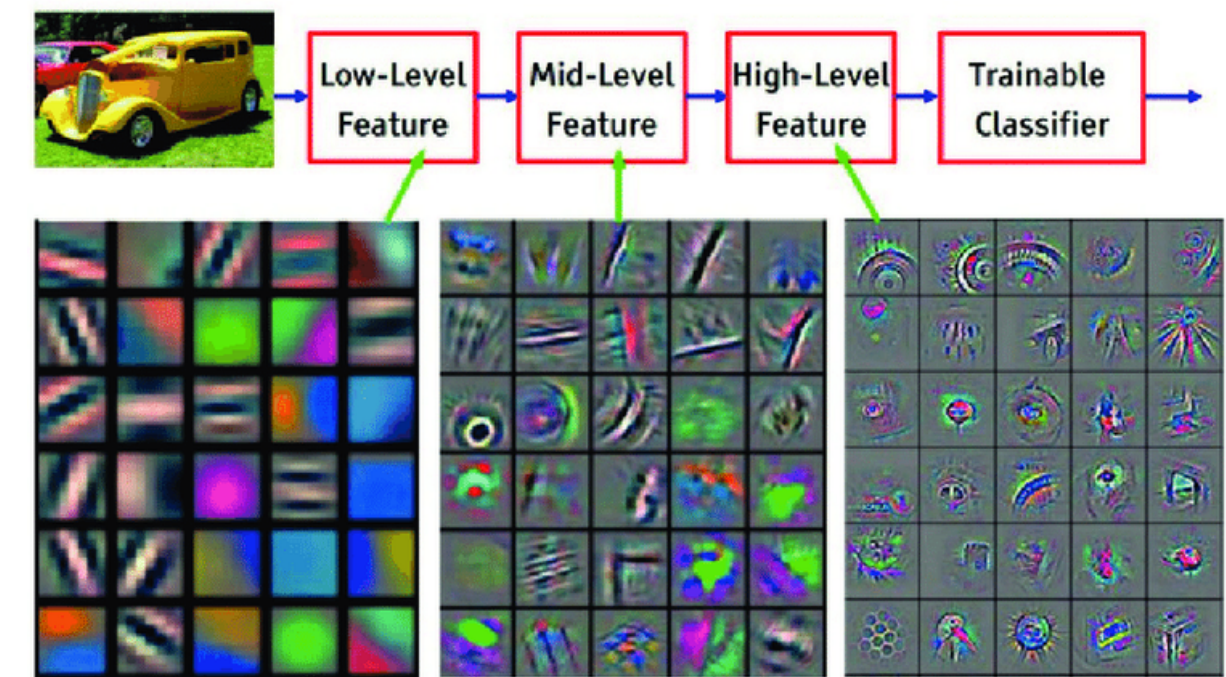 Low-Level
Feature
Mid-Level
Feature
High-Level
Feature
Trainable
Classifier